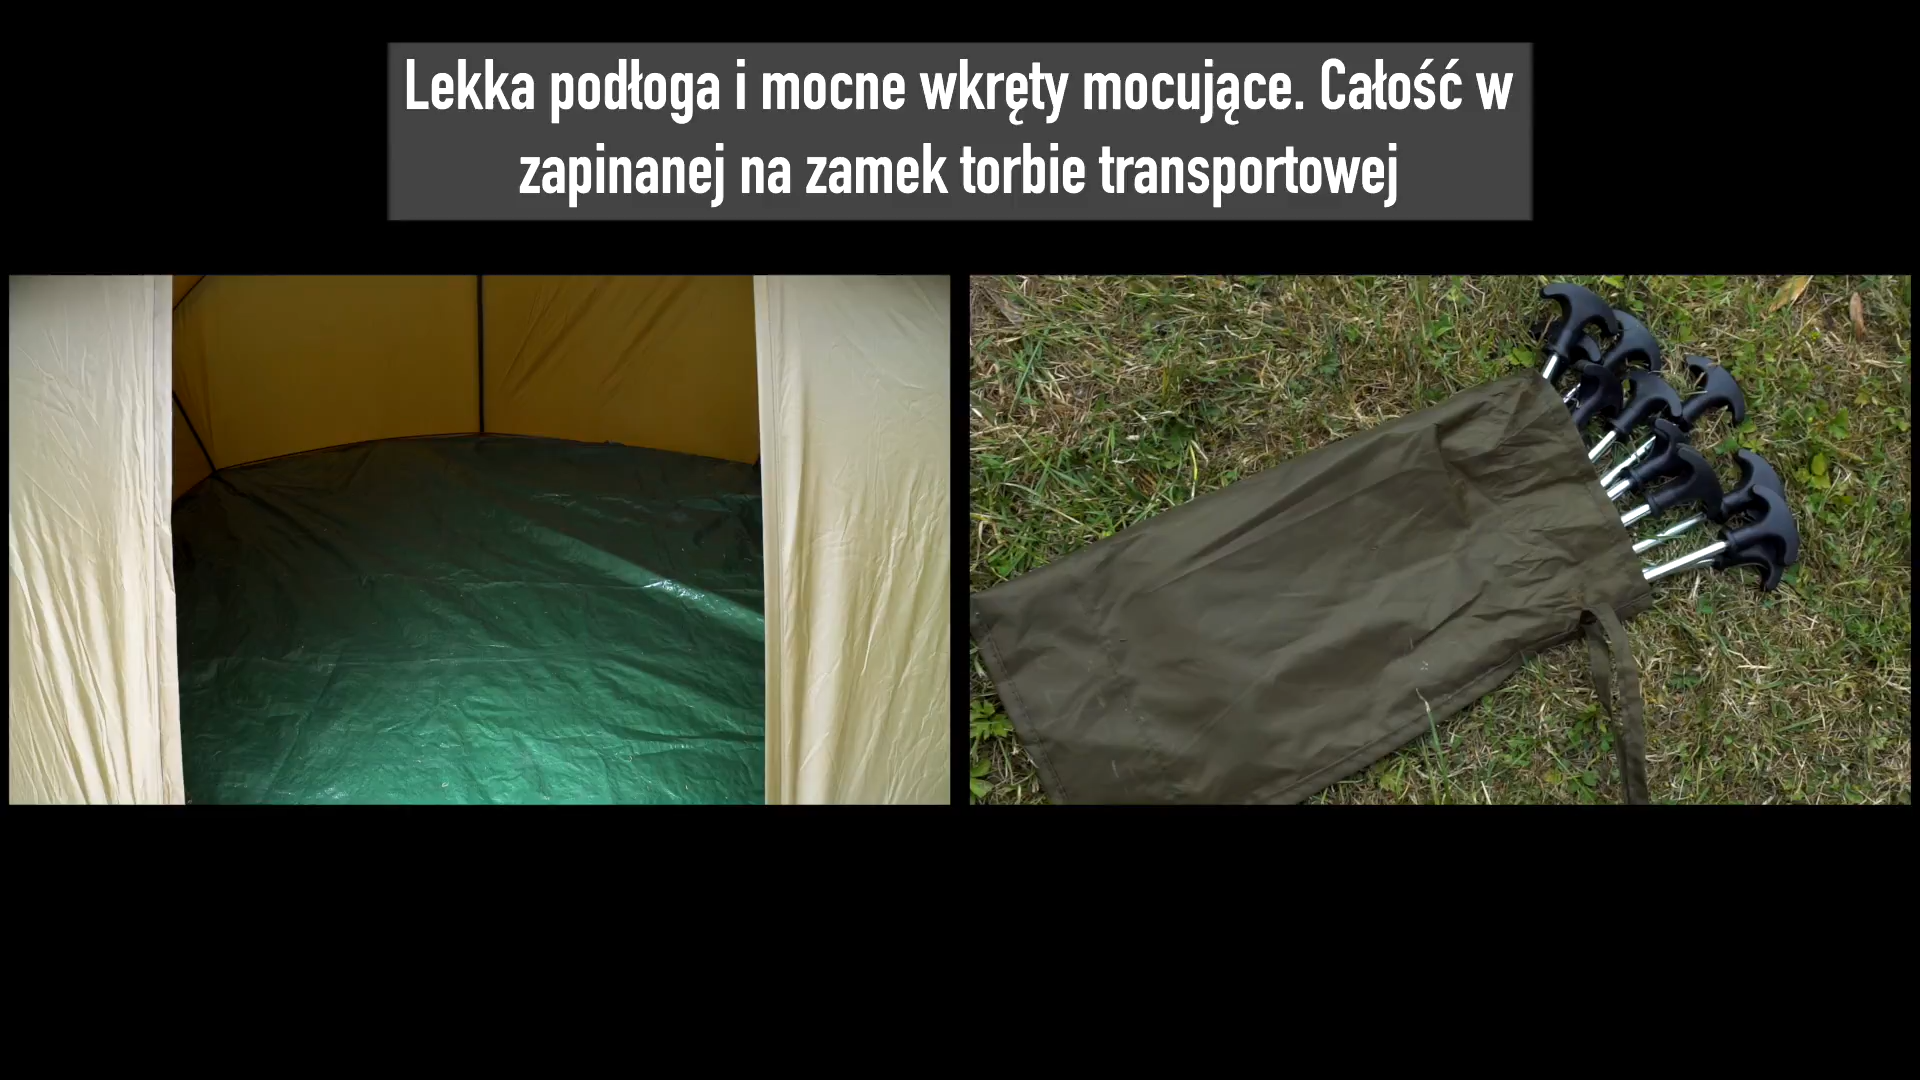 Lekka podłoga i mocne wkręty mocujące. Całość w
zapinanej na zamek torbie transportowej